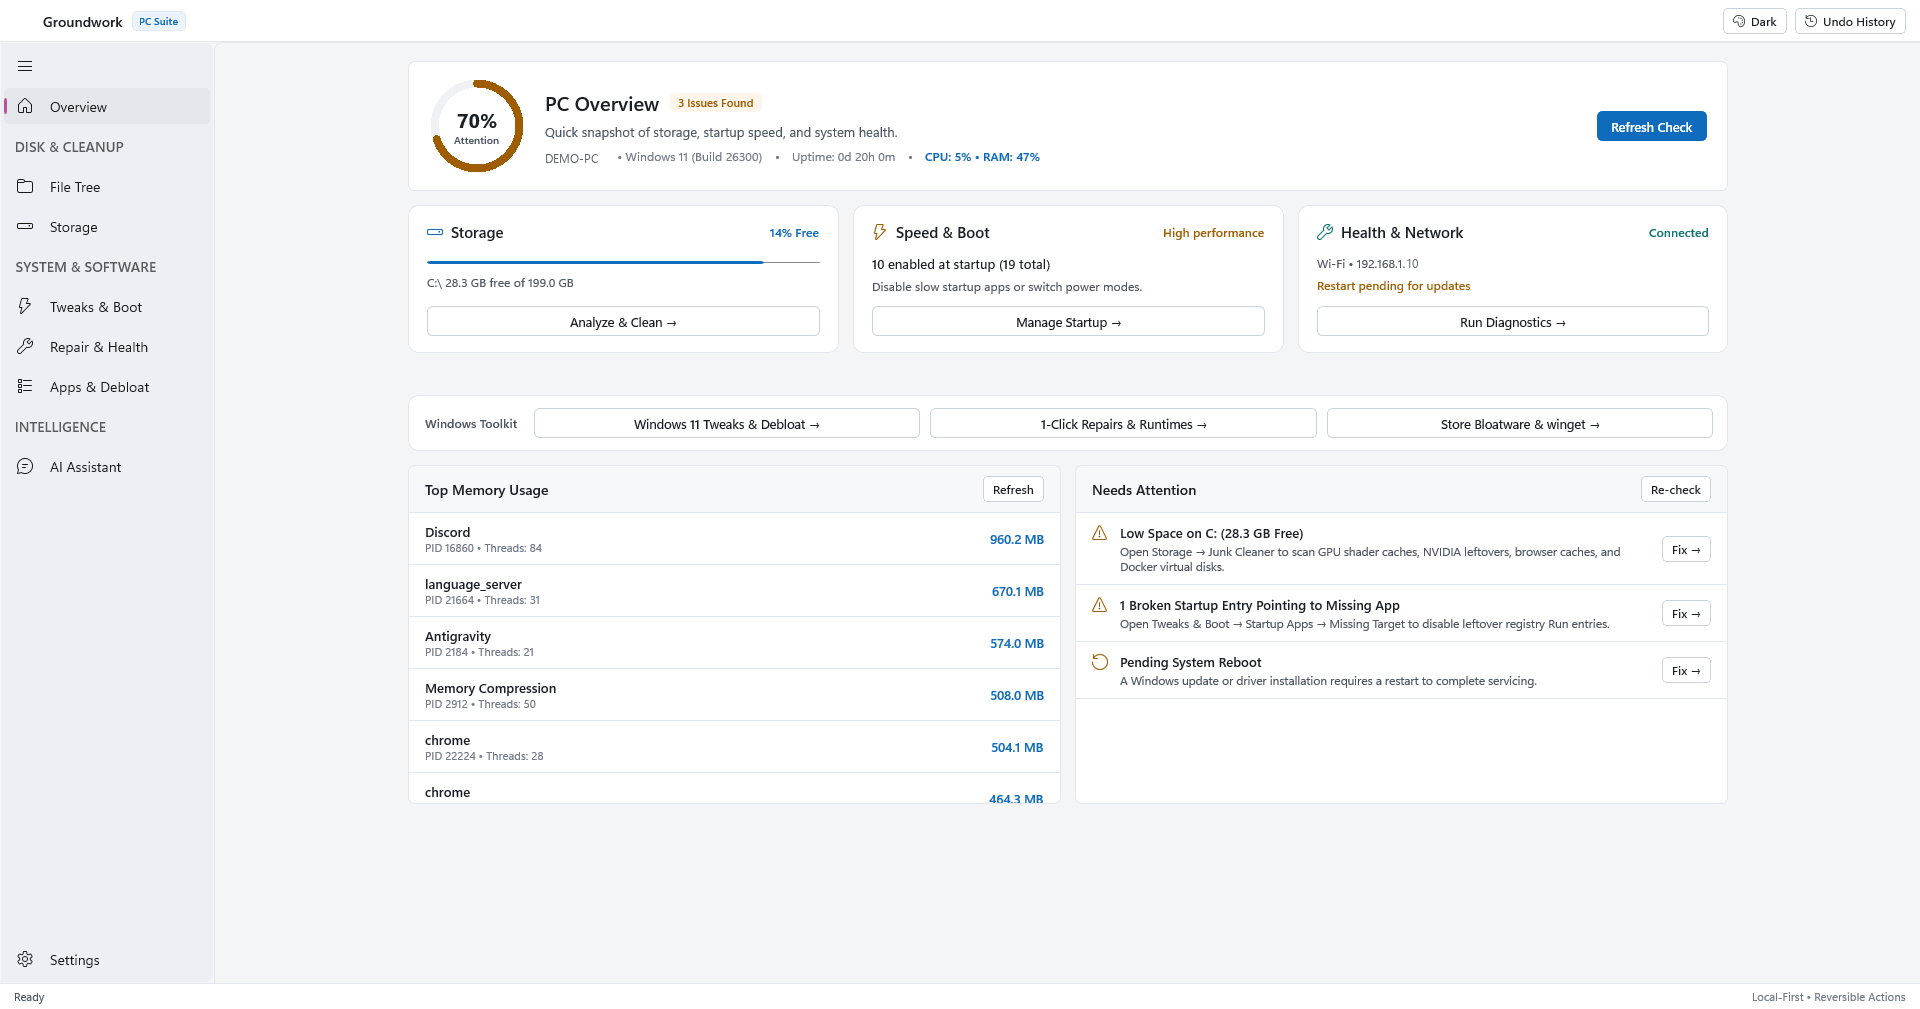 Groundwork
PC Suite
Dark
Undo History
Overview
DISK & CLEANUP
File Tree
Storage
SYSTEM & SOFTWARE
Tweaks & Boot
Repair & Health
Apps & Debloat
INTELLIGENCE
AI Assistant
Settings
70%
Attention
PC Overview
3 Issues Found
Quick snapshot of storage, startup speed, and system health.
DEMO-PC • Windows 11 (Build 26300) • Uptime: 0d 20h 0m • CPU: 5% • RAM: 47%
Refresh Check
Storage
14% Free
C:\ 28.3 GB free of 199.0 GB
Analyze & Clean →
Speed & Boot
High performance
10 enabled at startup (19 total)
Disable slow startup apps or switch power modes.
Manage Startup →
Health & Network
Connected
Wi-Fi • 192.168.1.10
Restart pending for updates
Run Diagnostics →
Windows Toolkit
Windows 11 Tweaks & Debloat →
1-Click Repairs & Runtimes →
Store Bloatware & winget →
Top Memory Usage
Refresh
Discord
PID 16860 • Threads: 84
960.2 MB
language_server
PID 21664 • Threads: 31
670.1 MB
Antigravity
PID 2184 • Threads: 21
574.0 MB
Memory Compression
PID 2912 • Threads: 50
508.0 MB
chrome
PID 22224 • Threads: 28
504.1 MB
chrome
464.3 MB
Needs Attention
Re-check
Low Space on C: (28.3 GB Free)
Open Storage → Junk Cleaner to scan GPU shader caches, NVIDIA leftovers, browser caches, and
Docker virtual disks.
Fix →
1 Broken Startup Entry Pointing to Missing App
Open Tweaks & Boot → Startup Apps → Missing Target to disable leftover registry Run entries.
Fix →
Pending System Reboot
A Windows update or driver installation requires a restart to complete servicing.
Fix →
Ready
Local-First • Reversible Actions